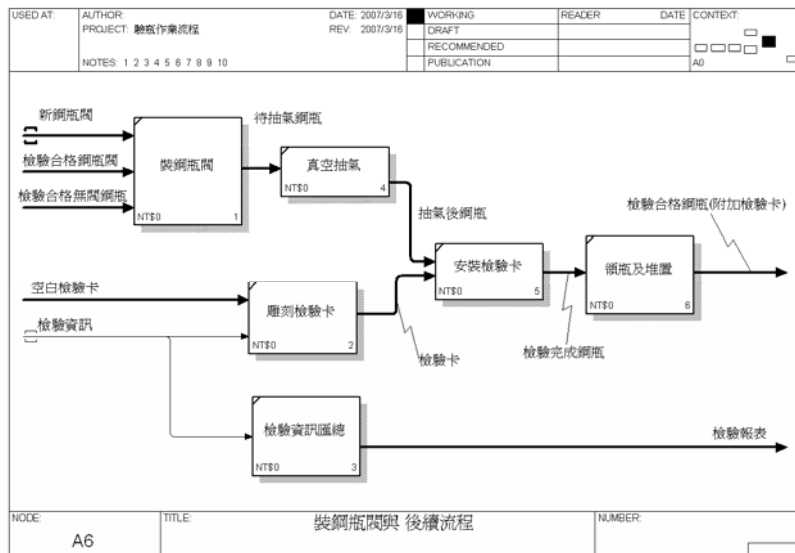 USED AT:
AUTHOR:
DATE: 2007/3/16
WORKING
READER
DATE
CONTEXT:
PROJECT: 驗瓶作業流程
REV: 2007/3/16
DRAFT
RECOMMENDED
NOTES: 1 2 3 4 5 6 7 8 9 10
PUBLICATION
A0
新鋼瓶閥
待抽氣鋼瓶
檢驗合格鋼瓶閥
裝鋼瓶閥
真空抽氣
檢驗合格無閥鋼瓶
NT$0
4
NT$0
1
抽氣後鋼瓶
檢驗合格鋼瓶(附加檢驗卡)
安裝檢驗卡
領瓶及堆置
空白檢驗卡
NT$0
5
NT$0
6
雕刻檢驗卡
檢驗資訊
NT$0
2
檢驗卡
檢驗完成鋼瓶
檢驗資訊匯總
檢驗報表
NT$0
3
NODE:
TITLE:
裝鋼瓶閥與 後續流程
NUMBER:
A6